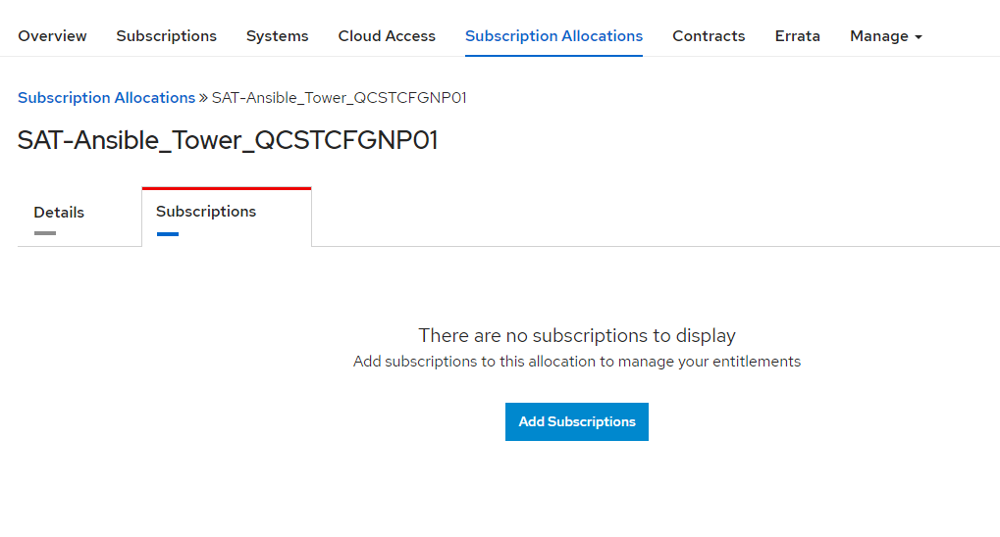 Overview Subscriptions Systems Cloud Access Subscription Allocations Contracts Errata Manage
Subscription Allocations » SAT-Ansible_Tower_QCSTCFGNP01
SAT-Ansible_Tower_QCSTCFGNP01
Details Subscriptions
There are no subscriptions to display
Add subscriptions to this allocation to manage your entitlements
Add Subscriptions